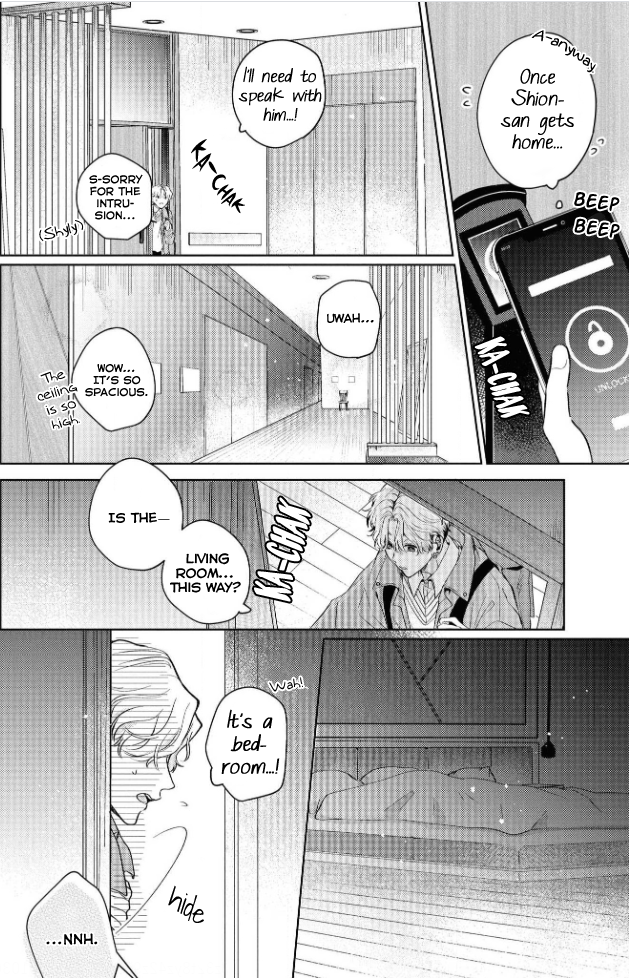 A-anyway.
Once
Shion-
san gets
home...
BEEP
BEEP
UNLOCK
KA-CHAK
I'll need to
speak with
him...!
KA-CHAK
S-SORRY
FOR THE
INTRU-
SION...
(Shyly)
UWAH...
WOW...
IT'S SO
SPACIOUS.
The
ceiling
is so
high.
IS THE—
LIVING
ROOM...
THIS WAY?
KA-CHAK
Wah!
It's a
bed-
room...!
hide
...NNH.